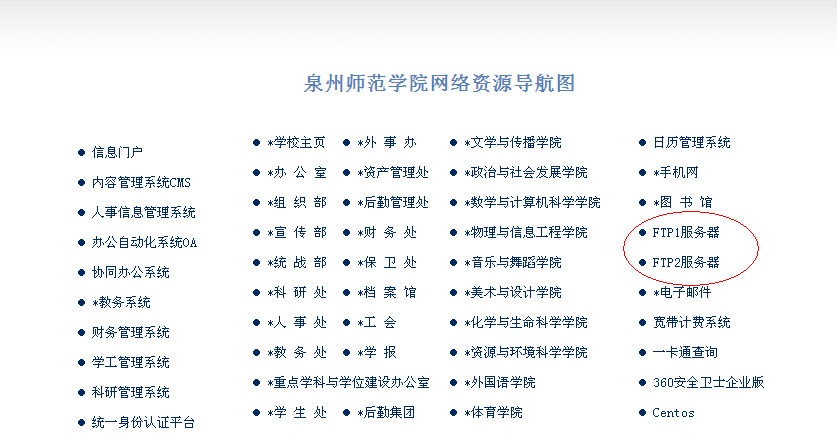 泉州师范学院网络资源导航图
信息门户
内容管理系统CMS
人事信息管理系统
办公自动化系统OA
协同办公系统
*教务系统
财务管理系统
学工管理系统
科研管理系统
统一身份认证平台
*学校主页 *外 事 办
*办 公 室 *资产管理处
*组 织 部 *后勤管理处
*宣 传 部 *财 务 处
*统 战 部 *保 卫 处
*科 研 处 *档 案 馆
*人 事 处 *工 会
*教 务 处 *学 报
*重点学科与学位建设办公室
*学 生 处 *后勤集团
*文学与传播学院
*政治与社会发展学院
*数学与计算机科学学院
*物理与信息工程学院
*音乐与舞蹈学院
*美术与设计学院
*化学与生命科学学院
*资源与环境科学学院
*外国语学院
*体育学院
日历管理系统
*手机网
*图 书 馆
FTP1服务器
FTP2服务器
*电子邮件
宽带计费系统
一卡通查询
360安全卫士企业版
Centos